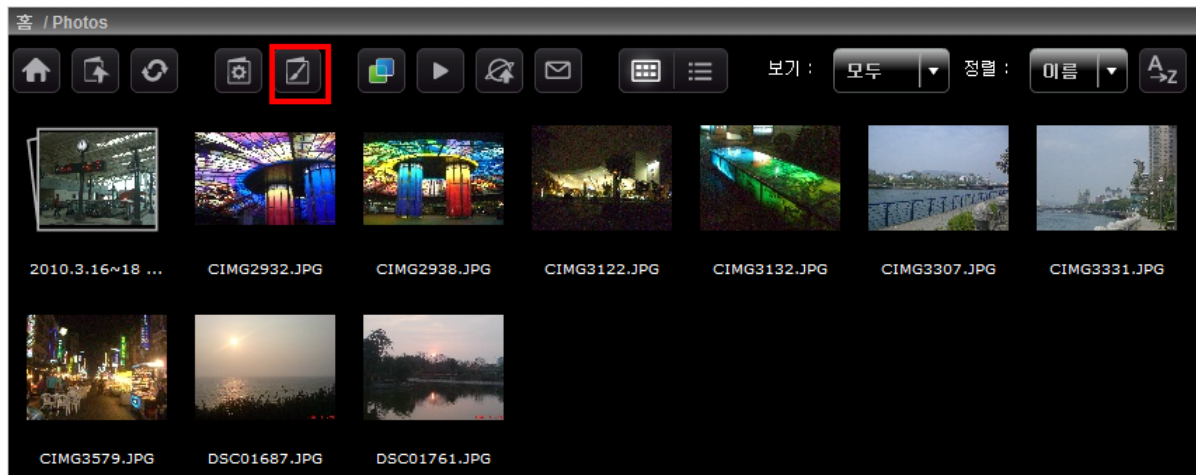 홈 / Photos
보기 : 모두 정렬 : 이름 A→Z
2010.3.16~18 ... CIMG2932.JPG CIMG2938.JPG CIMG3122.JPG CIMG3132.JPG CIMG3307.JPG CIMG3331.JPG
CIMG3579.JPG DSC01687.JPG DSC01761.JPG